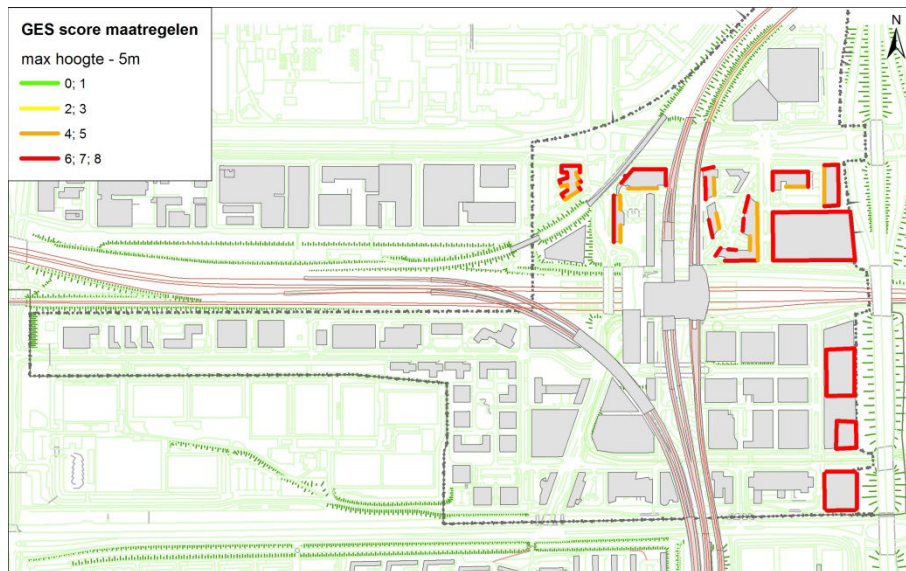 GES score maatregelen
max hoogte - 5m
0; 1
2; 3
4; 5
6; 7; 8
N